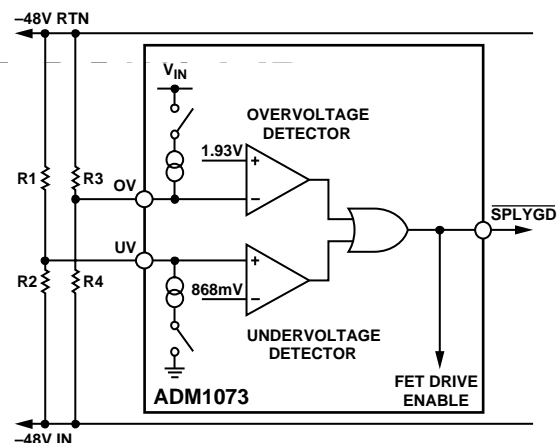 –48V RTN
VIN
OVERVOLTAGE
DETECTOR
1.93V
R1
R3
OV
SPLYGD
UV
R2
R4
868mV
UNDERVOLTAGE
DETECTOR
FET DRIVE
ENABLE
ADM1073
–48V IN